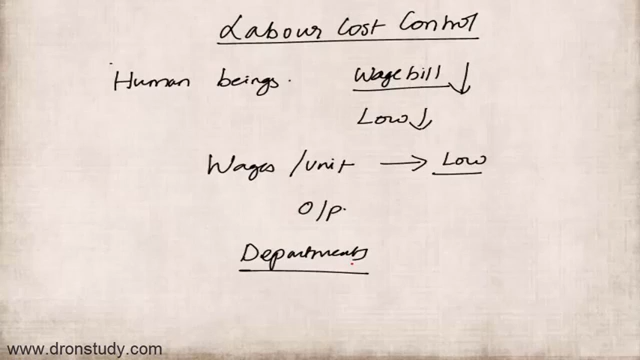 Labour Cost Control
Human beings. Wage bill ↓
Low ↓
Wages /unit → Low
O/p.
Departments
www.dronstudy.com